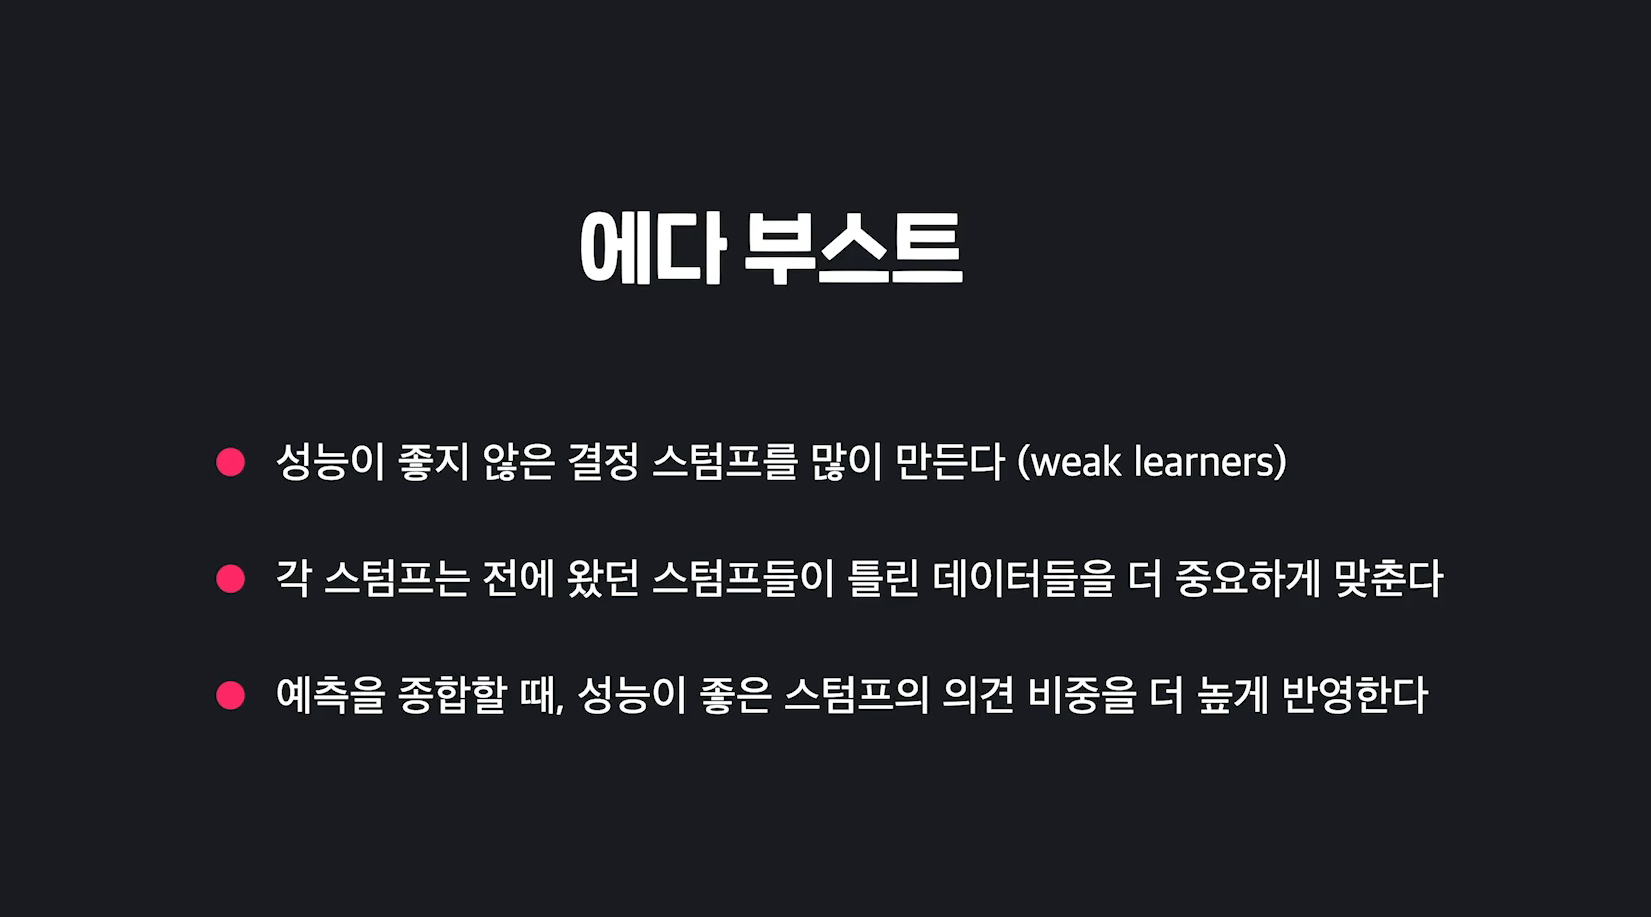 에다 부스트
성능이 좋지 않은 결정 스텀프를 많이 만든다 (weak learners)
각 스텀프는 전에 왔던 스텀프들이 틀린 데이터들을 더 중요하게 맞춘다
예측을 종합할 때, 성능이 좋은 스텀프의 의견 비중을 더 높게 반영한다